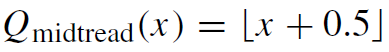 Q_midtread(x) = ⌊x + 0.5⌋